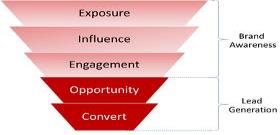 Exposure
Influence
Engagement
Opportunity
Convert
Brand
Awareness
Lead
Generation